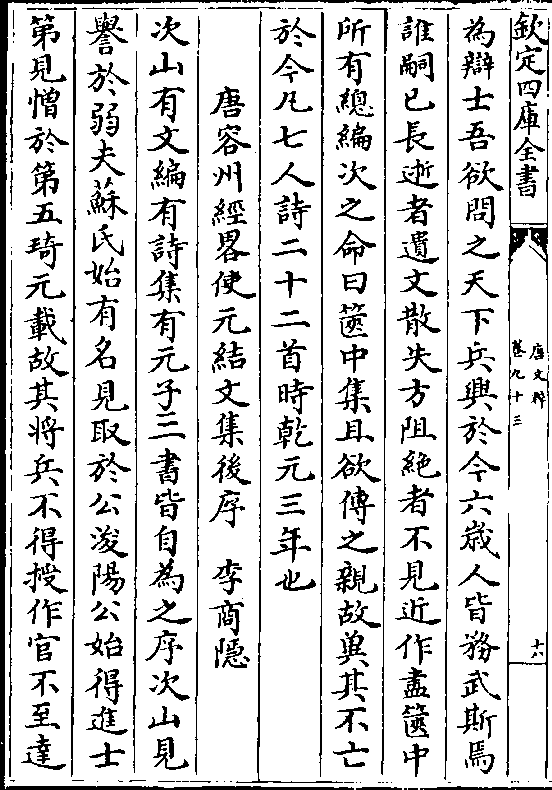 欽定四庫全書
唐文粹
卷九十三
十六
為辯士吾欲問之天下兵興於今六歲人皆務武斯焉
誰嗣已長逝者遺文散失方阻絕者不見近作盡篋中
所有總編次之命曰篋中集且欲傳之親故冀其不亡
於今凡七人詩二十二首時乾元三年也
唐容州經畧使元結文集後序 李商隱
次山有文編有詩集有元子三書皆自為之序次山見
譽於弱夫蘇氏始有名見取於公浚陽公始得進士
第見憎於第五琦元載故其將兵不得授作官不至達